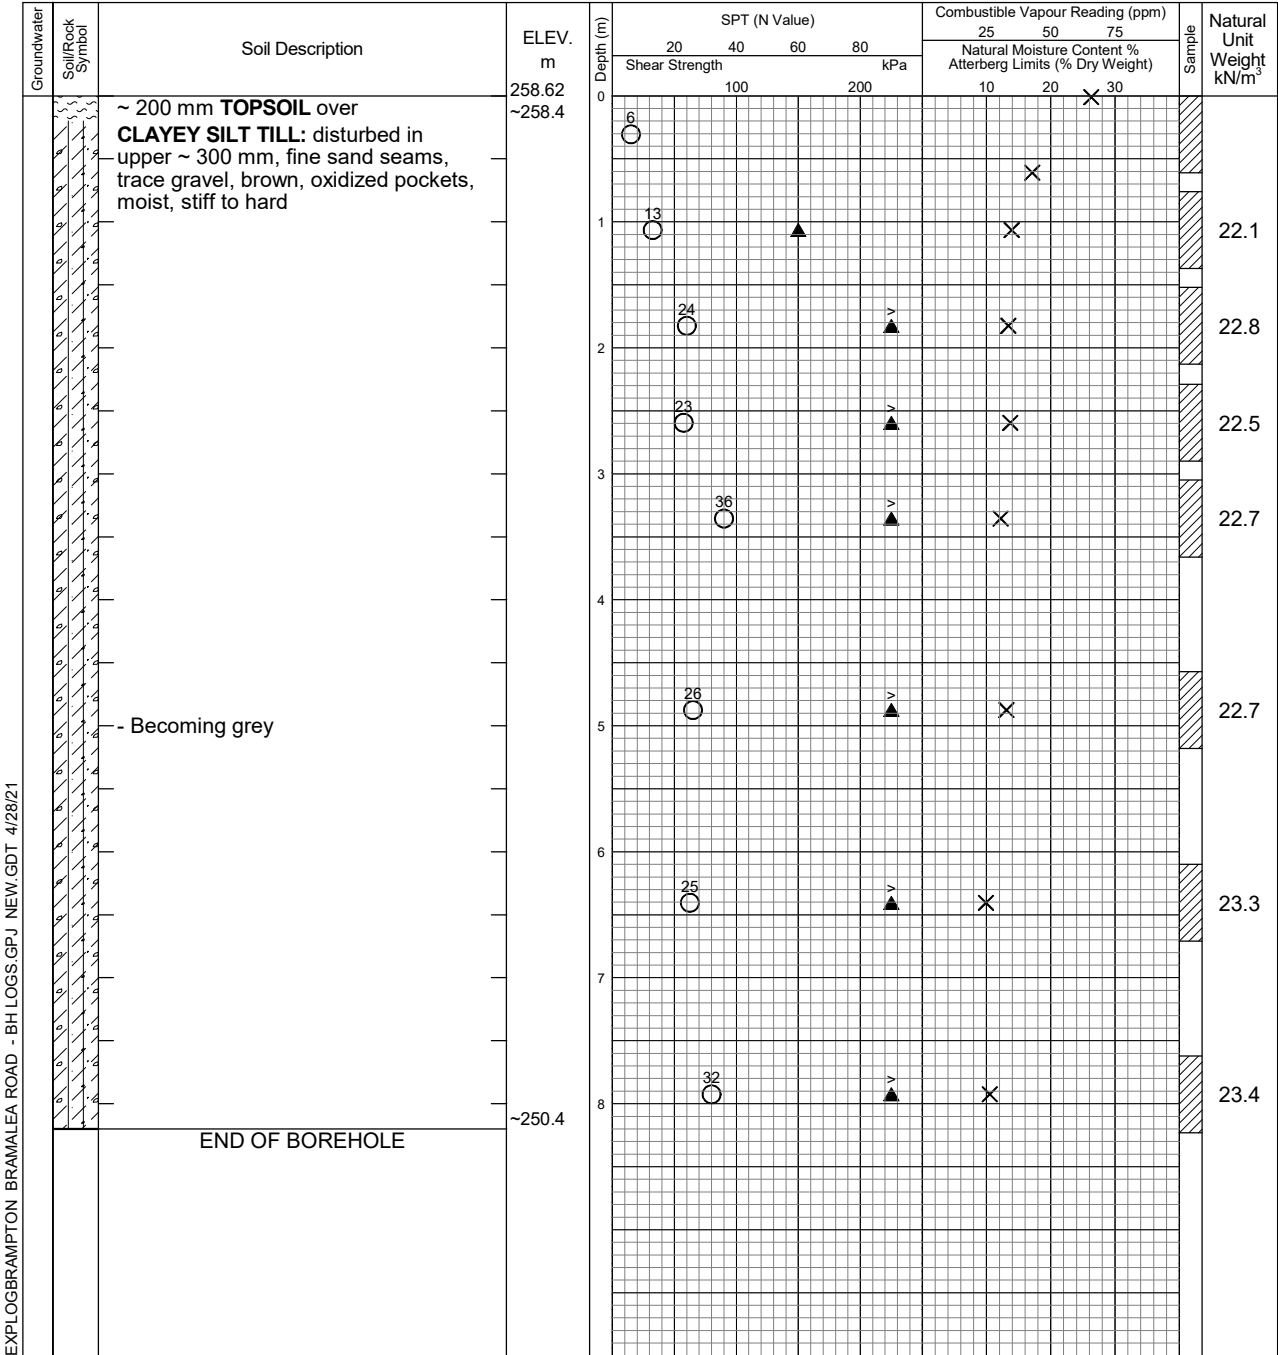 Groundwater
Soil/Rock
Symbol
Soil Description
ELEV.
m
258.62
Depth (m)
SPT (N Value)
20 40 60 80
Shear Strength kPa
100 200
Combustible Vapour Reading (ppm)
25 50 75
Natural Moisture Content %
Atterberg Limits (% Dry Weight)
10 20 30
Sample
Natural
Unit
Weight
kN/m³
0
~ 200 mm TOPSOIL over
~258.4
CLAYEY SILT TILL: disturbed in
upper ~ 300 mm, fine sand seams,
trace gravel, brown, oxidized pockets,
moist, stiff to hard
6
1
13
22.1
24
>
22.8
2
23
>
22.5
3
36
>
22.7
4
26
>
22.7
- Becoming grey
5
6
25
>
23.3
7
32
>
23.4
8
~250.4
END OF BOREHOLE
EXPLOGBRAMPTON BRAMALEA ROAD - BH LOGS.GPJ NEW.GDT 4/28/21